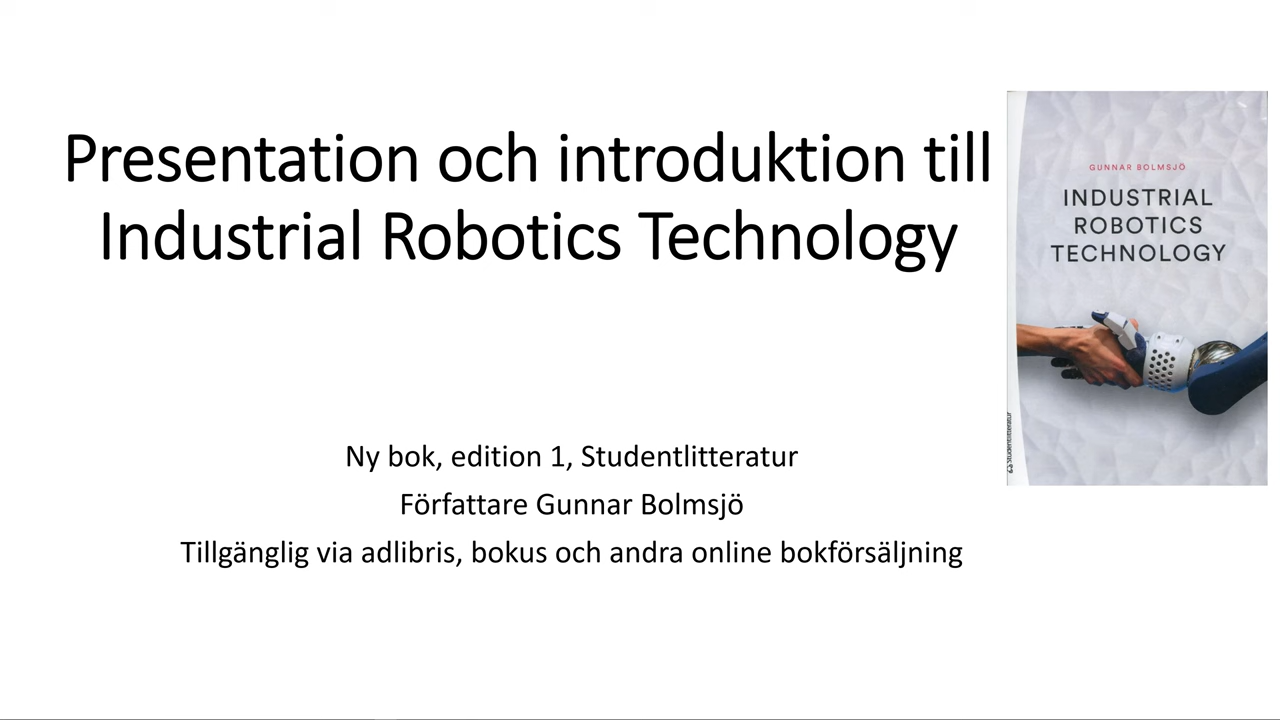 Presentation och introduktion till
Industrial Robotics Technology
GUNNAR BOLMSJÖ
INDUSTRIAL
ROBOTICS
TECHNOLOGY
Studentlitteratur
Ny bok, edition 1, Studentlitteratur
Författare Gunnar Bolmsjö
Tillgänglig via adlibris, bokus och andra online bokförsäljning